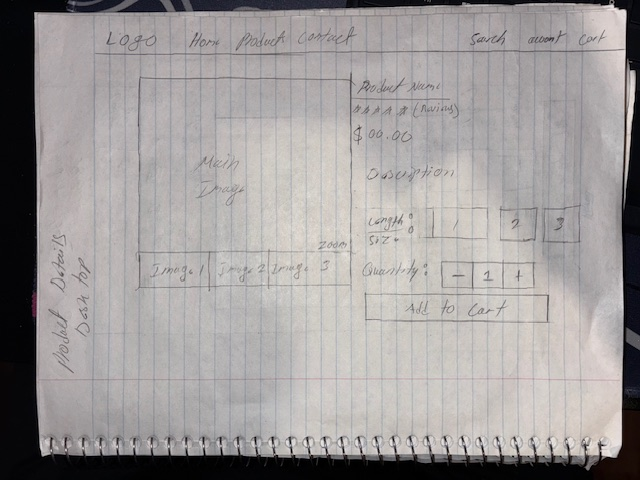 Logo Home Product Contact Search account Cart
Product Name
**** * (Reviews)
$00.00
Main
Image
Description
Length:
Size:
1 2 3
zoom
Image 1 Image 2 Image 3
Quantity: - 1 +
Add to Cart
Product Details
Desktop